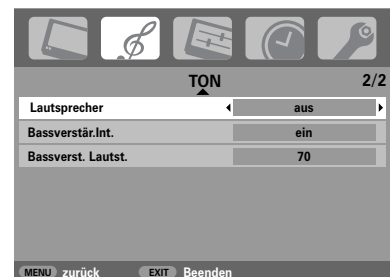 TON 2/2
Lautsprecher aus
Bassverstär.Int. ein
Bassverst. Lautst. 70
MENU zurück EXIT Beenden